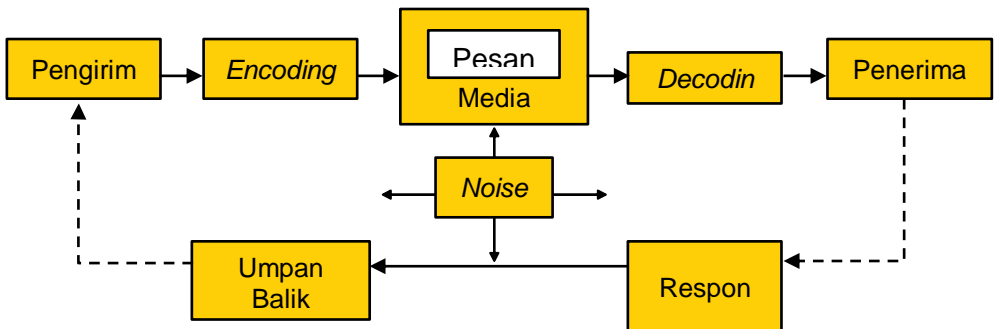 Pengirim
Encoding
Pesan
Media
Decodin
Penerima
Noise
Umpan
Balik
Respon